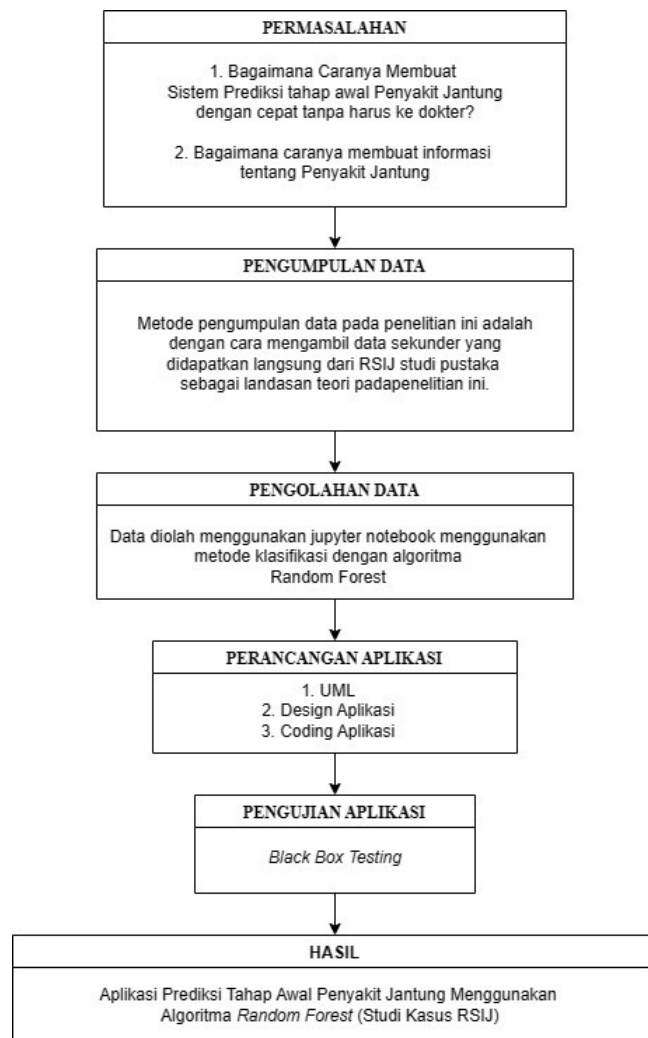 PERMASALAHAN
1. Bagaimana Caranya Membuat
Sistem Prediksi tahap awal Penyakit Jantung
dengan cepat tanpa harus ke dokter?
2. Bagaimana caranya membuat informasi
tentang Penyakit Jantung
PENGUMPULAN DATA
Metode pengumpulan data pada penelitian ini adalah
dengan cara mengambil data sekunder yang
didapatkan langsung dari RSIJ studi pustaka
sebagai landasan teori padapenelitian ini.
PENGOLAHAN DATA
Data diolah menggunakan jupyter notebook menggunakan
metode klasifikasi dengan algoritma
Random Forest
PERANCANGAN APLIKASI
1. UML
2. Design Aplikasi
3. Coding Aplikasi
PENGUJIAN APLIKASI
Black Box Testing
HASIL
Aplikasi Prediksi Tahap Awal Penyakit Jantung Menggunakan
Algoritma Random Forest (Studi Kasus RSIJ)